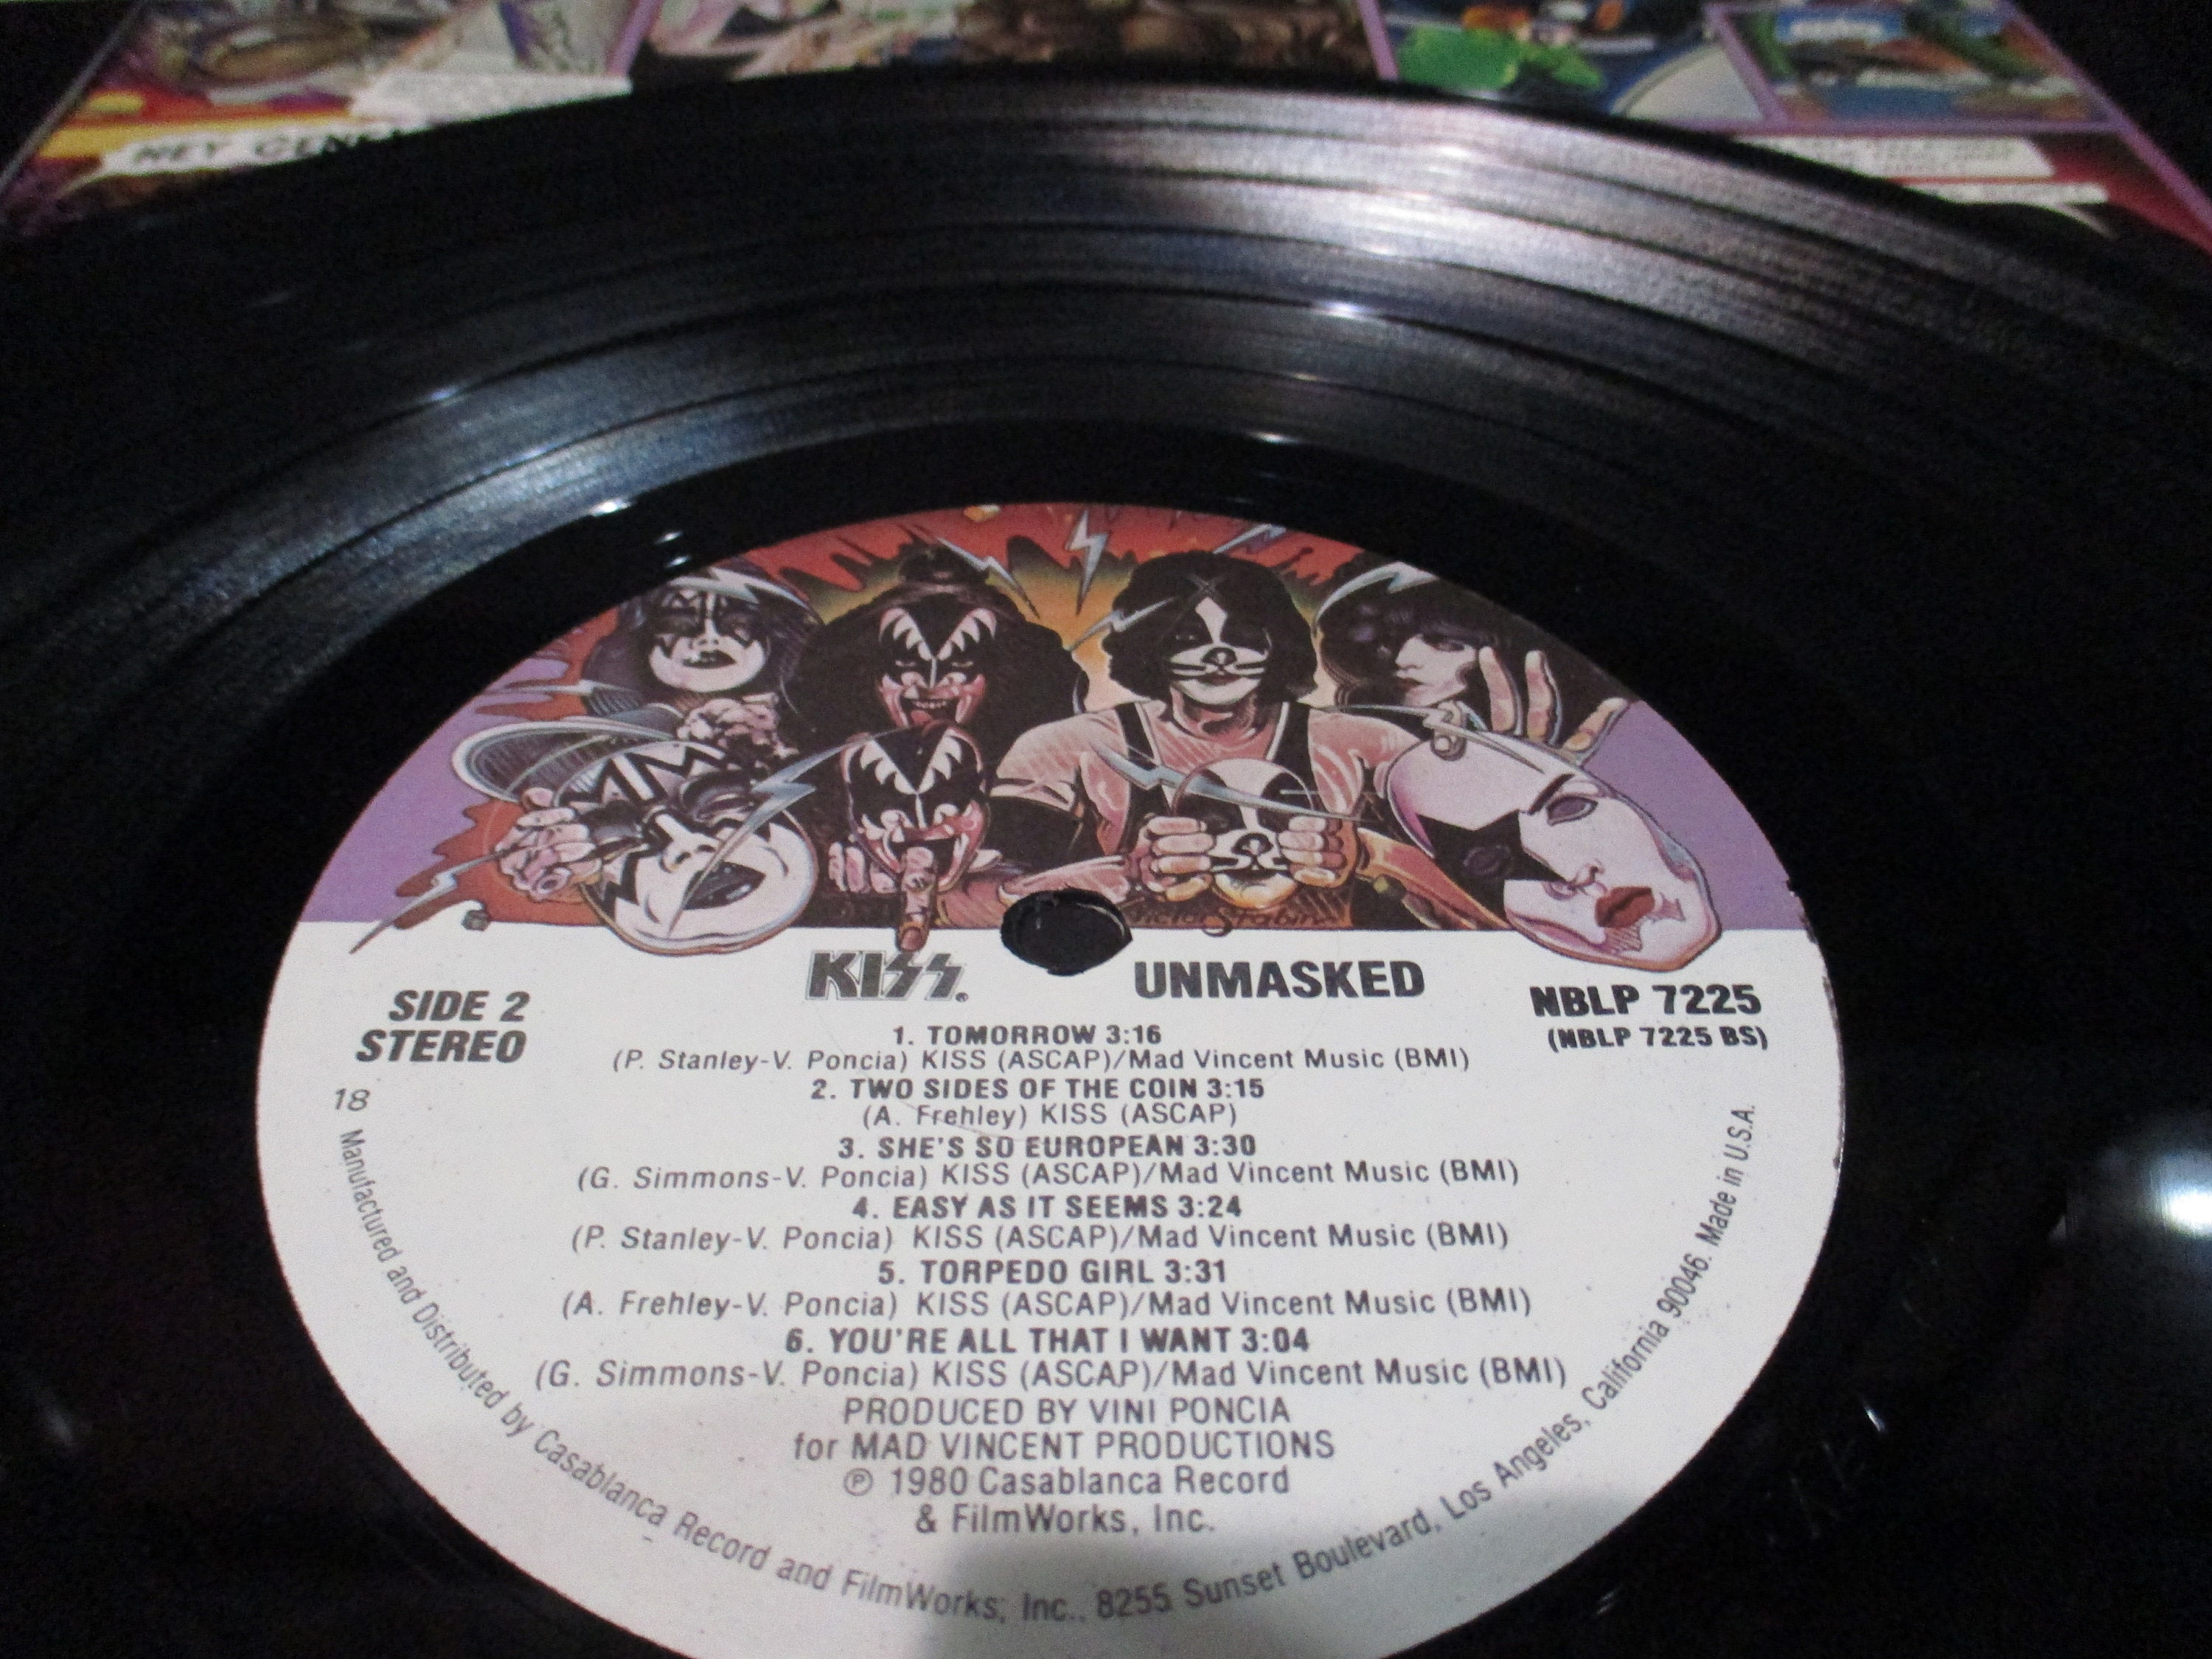 HEY
KISS.
UNMASKED
SIDE 2
STEREO
NBLP 7225
(NBLP 7225 BS)
18
1. TOMORROW 3:16
(P. Stanley-V. Poncia) KISS (ASCAP)/Mad Vincent Music (BMI)
2. TWO SIDES OF THE COIN 3:15
(A. Frehley) KISS (ASCAP)
3. SHE'S SO EUROPEAN 3:30
(G. Simmons-V. Poncia) KISS (ASCAP)/Mad Vincent Music (BMI)
4. EASY AS IT SEEMS 3:24
(P. Stanley-V. Poncia) KISS (ASCAP)/Mad Vincent Music (BMI)
5. TORPEDO GIRL 3:31
(A. Frehley-V. Poncia) KISS (ASCAP)/Mad Vincent Music (BMI)
6. YOU'RE ALL THAT I WANT 3:04
(G. Simmons-V. Poncia) KISS (ASCAP)/Mad Vincent Music (BMI)
PRODUCED BY VINI PONCIA
for MAD VINCENT PRODUCTIONS
℗ 1980 Casablanca Record
& FilmWorks, Inc.
Manufactured and Distributed by Casablanca Record and FilmWorks, Inc., 8255 Sunset Boulevard, Los Angeles, California 90046. Made in U.S.A.